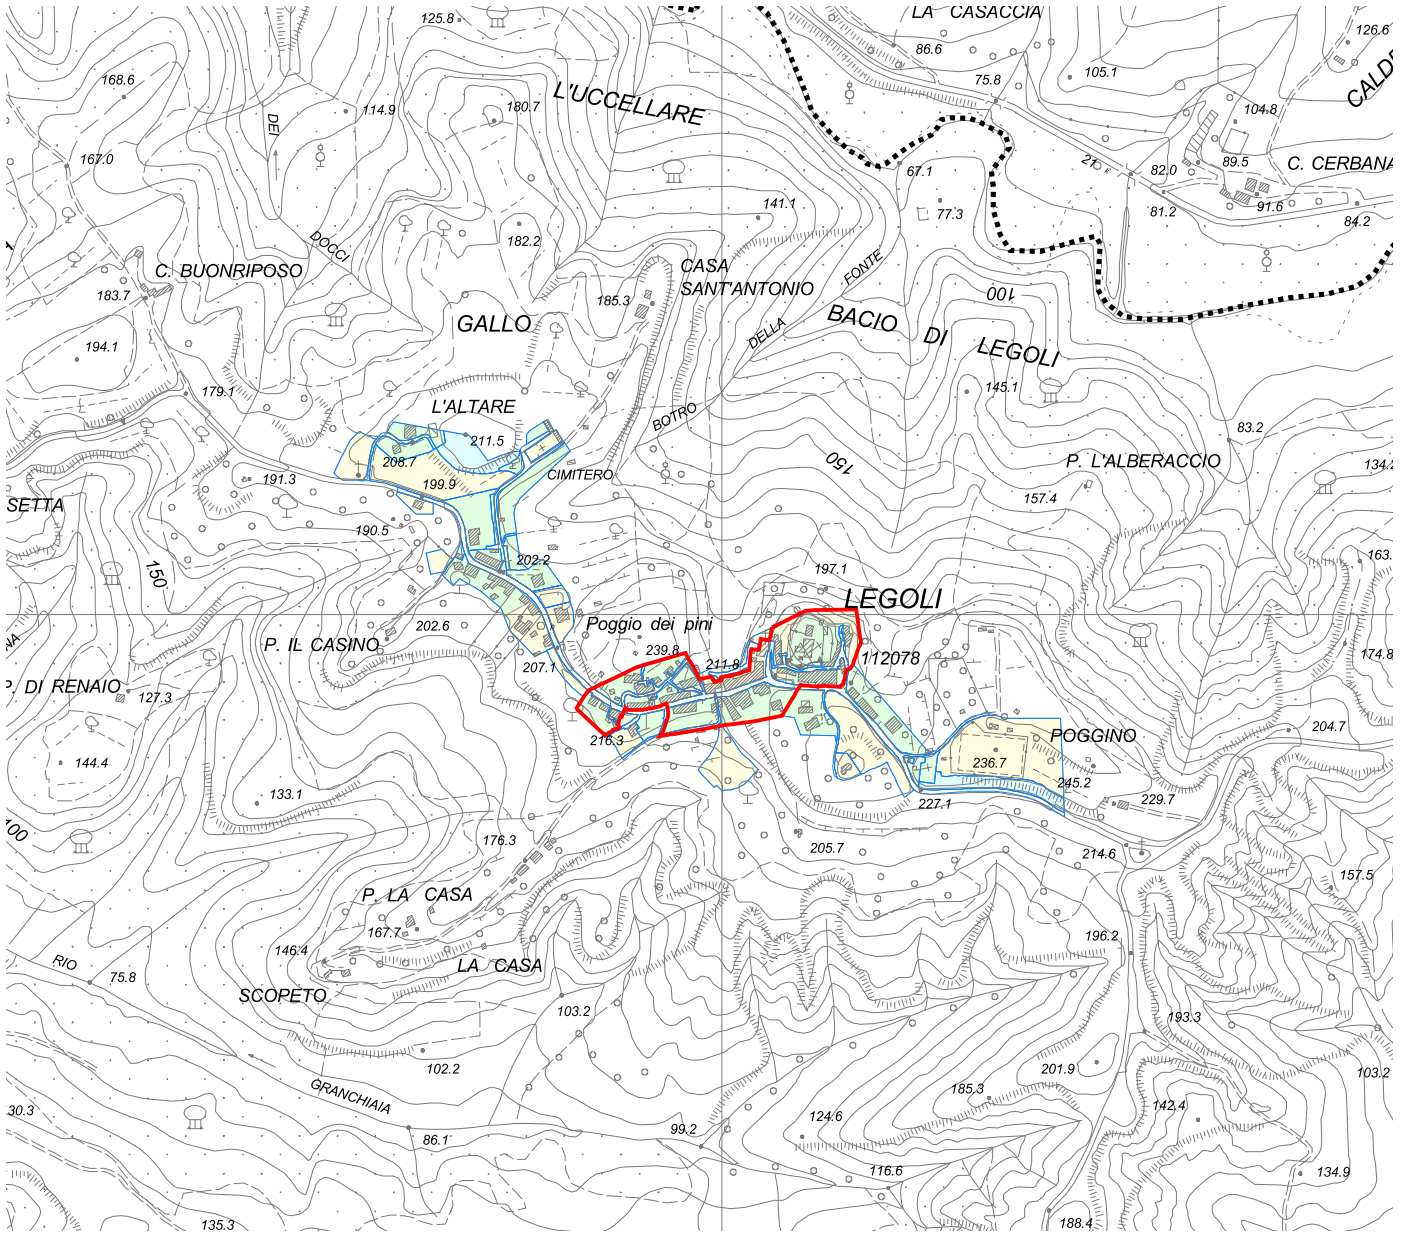 125.8
LA CASACCIA
86.6
126.6
168.6
75.8
105.1
CALD
L'UCCELLARE
114.9
180.7
104.8
DEI
167.0
27
82.0
89.5
C. CERBANA
67.1
141.1
77.3
81.2
91.6
84.2
182.2
DOCCI
C. BUONRIPOSO
CASA
SANT'ANTONIO
FONTE
183.7
185.3
100
GALLO
DELLA
BACIO DI LEGOLI
194.1
179.1
145.1
L'ALTARE
BOTRO
211.5
83.2
208.7
150
P. L'ALBERACCIO
134.2
191.3
199.9
CIMITERO
157.4
SETTA
190.5
202.2
163.
150
197.1
LEGOLI
202.6
Poggio dei pini
NA
P. IL CASINO
239.8
211.8
112078
174.8
207.1
P. DI RENAIO
127.3
204.7
216.3
POGGINO
144.4
236.7
245.2
133.1
227.1
229.7
100
176.3
205.7
214.6
157.5
P. LA CASA
167.7
196.2
146.4
RIO
75.8
LA CASA
SCOPETO
103.2
193.3
102.2
201.9
103.2
GRANCHIAIA
185.3
30.3
142.4
124.6
86.1
99.2
116.6
134.9
135.3
188.4